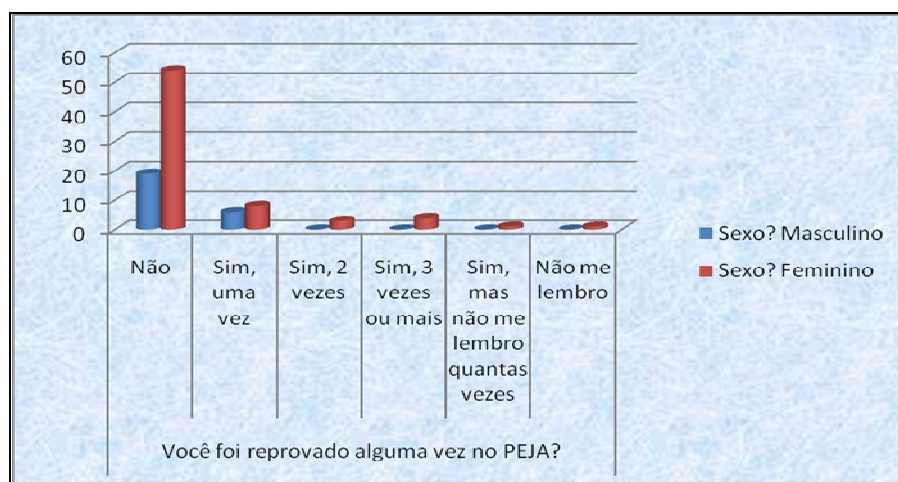 60
50
40
30
20
10
0
Não
Sim,
uma
vez
Sim, 2
vezes
Sim, 3
vezes
ou mais
Sim,
mas
não me
lembro
quantas
vezes
Não me
lembro
Você foi reprovado alguma vez no PEJA?
Sexo? Masculino
Sexo? Feminino